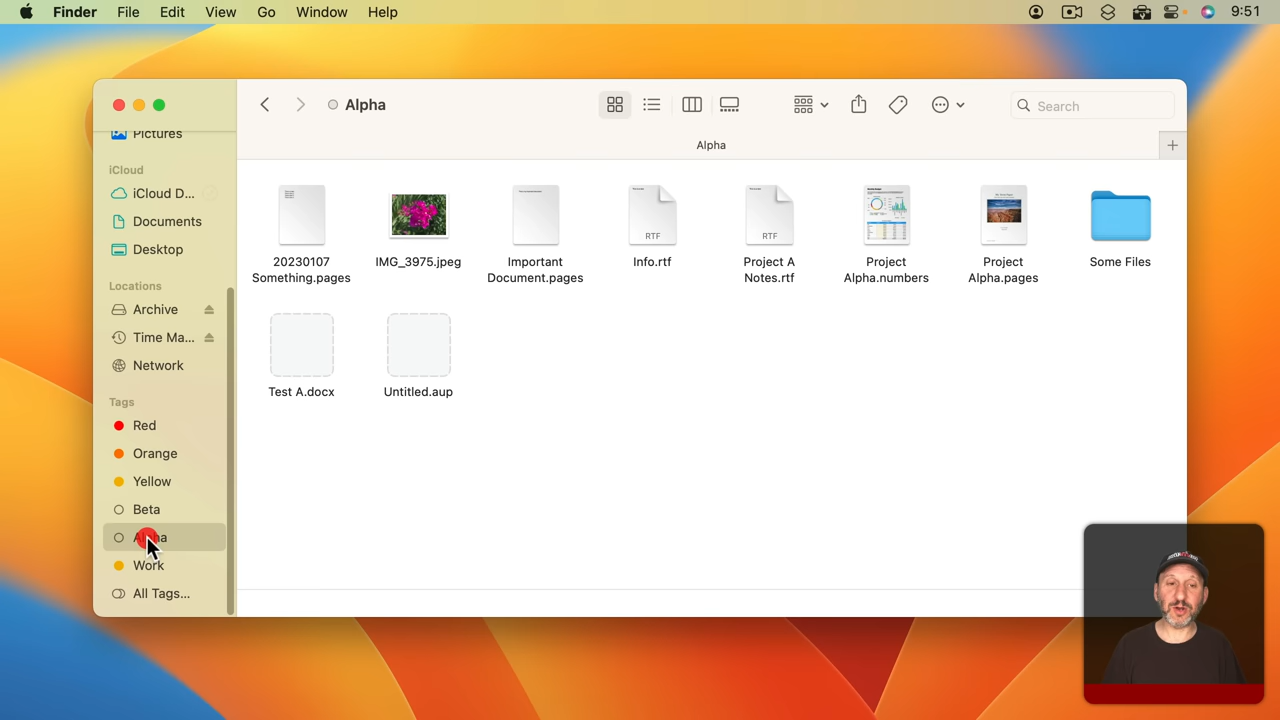 Finder File Edit View Go Window Help 9:51
Alpha
Search
Alpha
Pictures
iCloud
iCloud D...
Documents
Desktop
Locations
Archive
Time Ma...
Network
Tags
Red
Orange
Yellow
Beta
Alpha
Work
All Tags...
20230107
Something.pages
IMG_3975.jpeg
Important
Document.pages
RTF
Info.rtf
RTF
Project A
Notes.rtf
Project
Alpha.numbers
Project
Alpha.pages
Some Files
Test A.docx
Untitled.aup